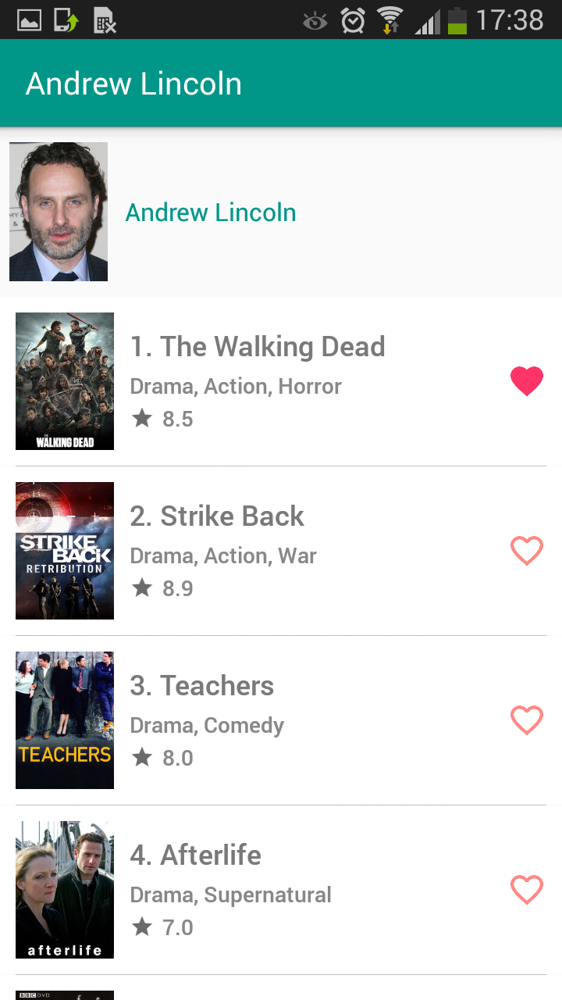 17:38
Andrew Lincoln
Andrew Lincoln
1. The Walking Dead
Drama, Action, Horror
8.5
THE
WALKING DEAD
2. Strike Back
Drama, Action, War
8.9
STRIKE
BACK
RETRIBUTION
3. Teachers
Drama, Comedy
8.0
TEACHERS
4. Afterlife
Drama, Supernatural
7.0
afterlife
BBC DVD